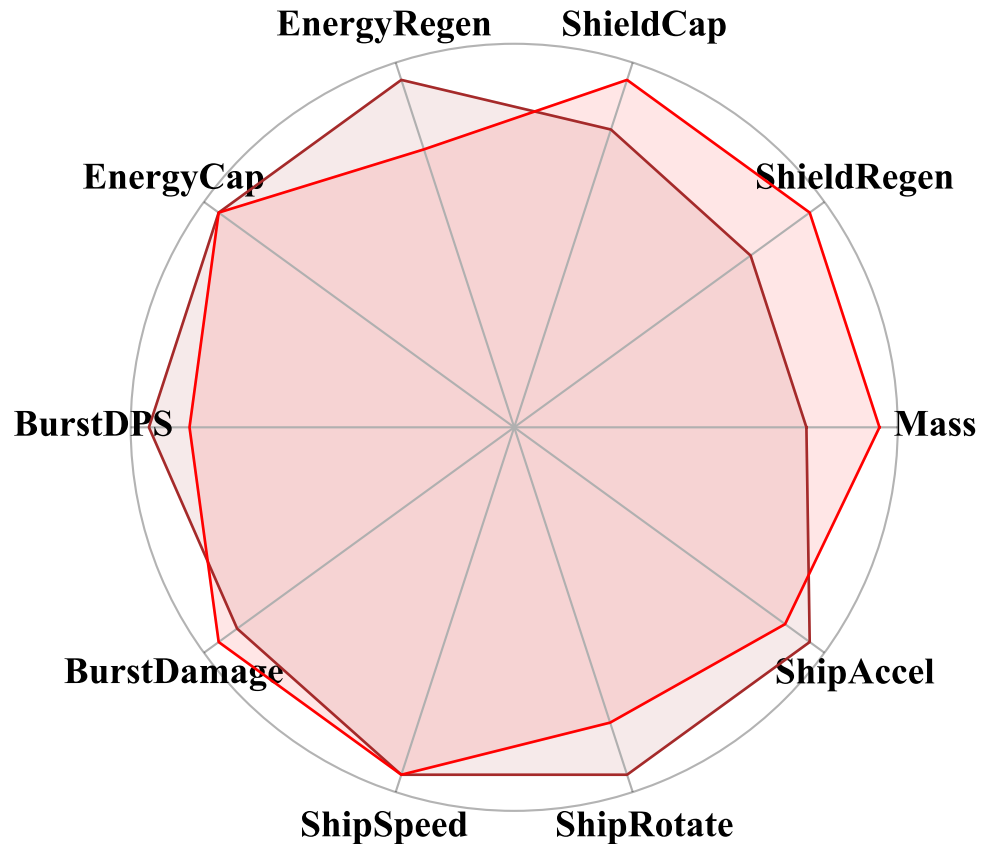 EnergyRegen
ShieldCap
EnergyCap
ShieldRegen
BurstDPS
Mass
BurstDamage
ShipAccel
ShipSpeed
ShipRotate